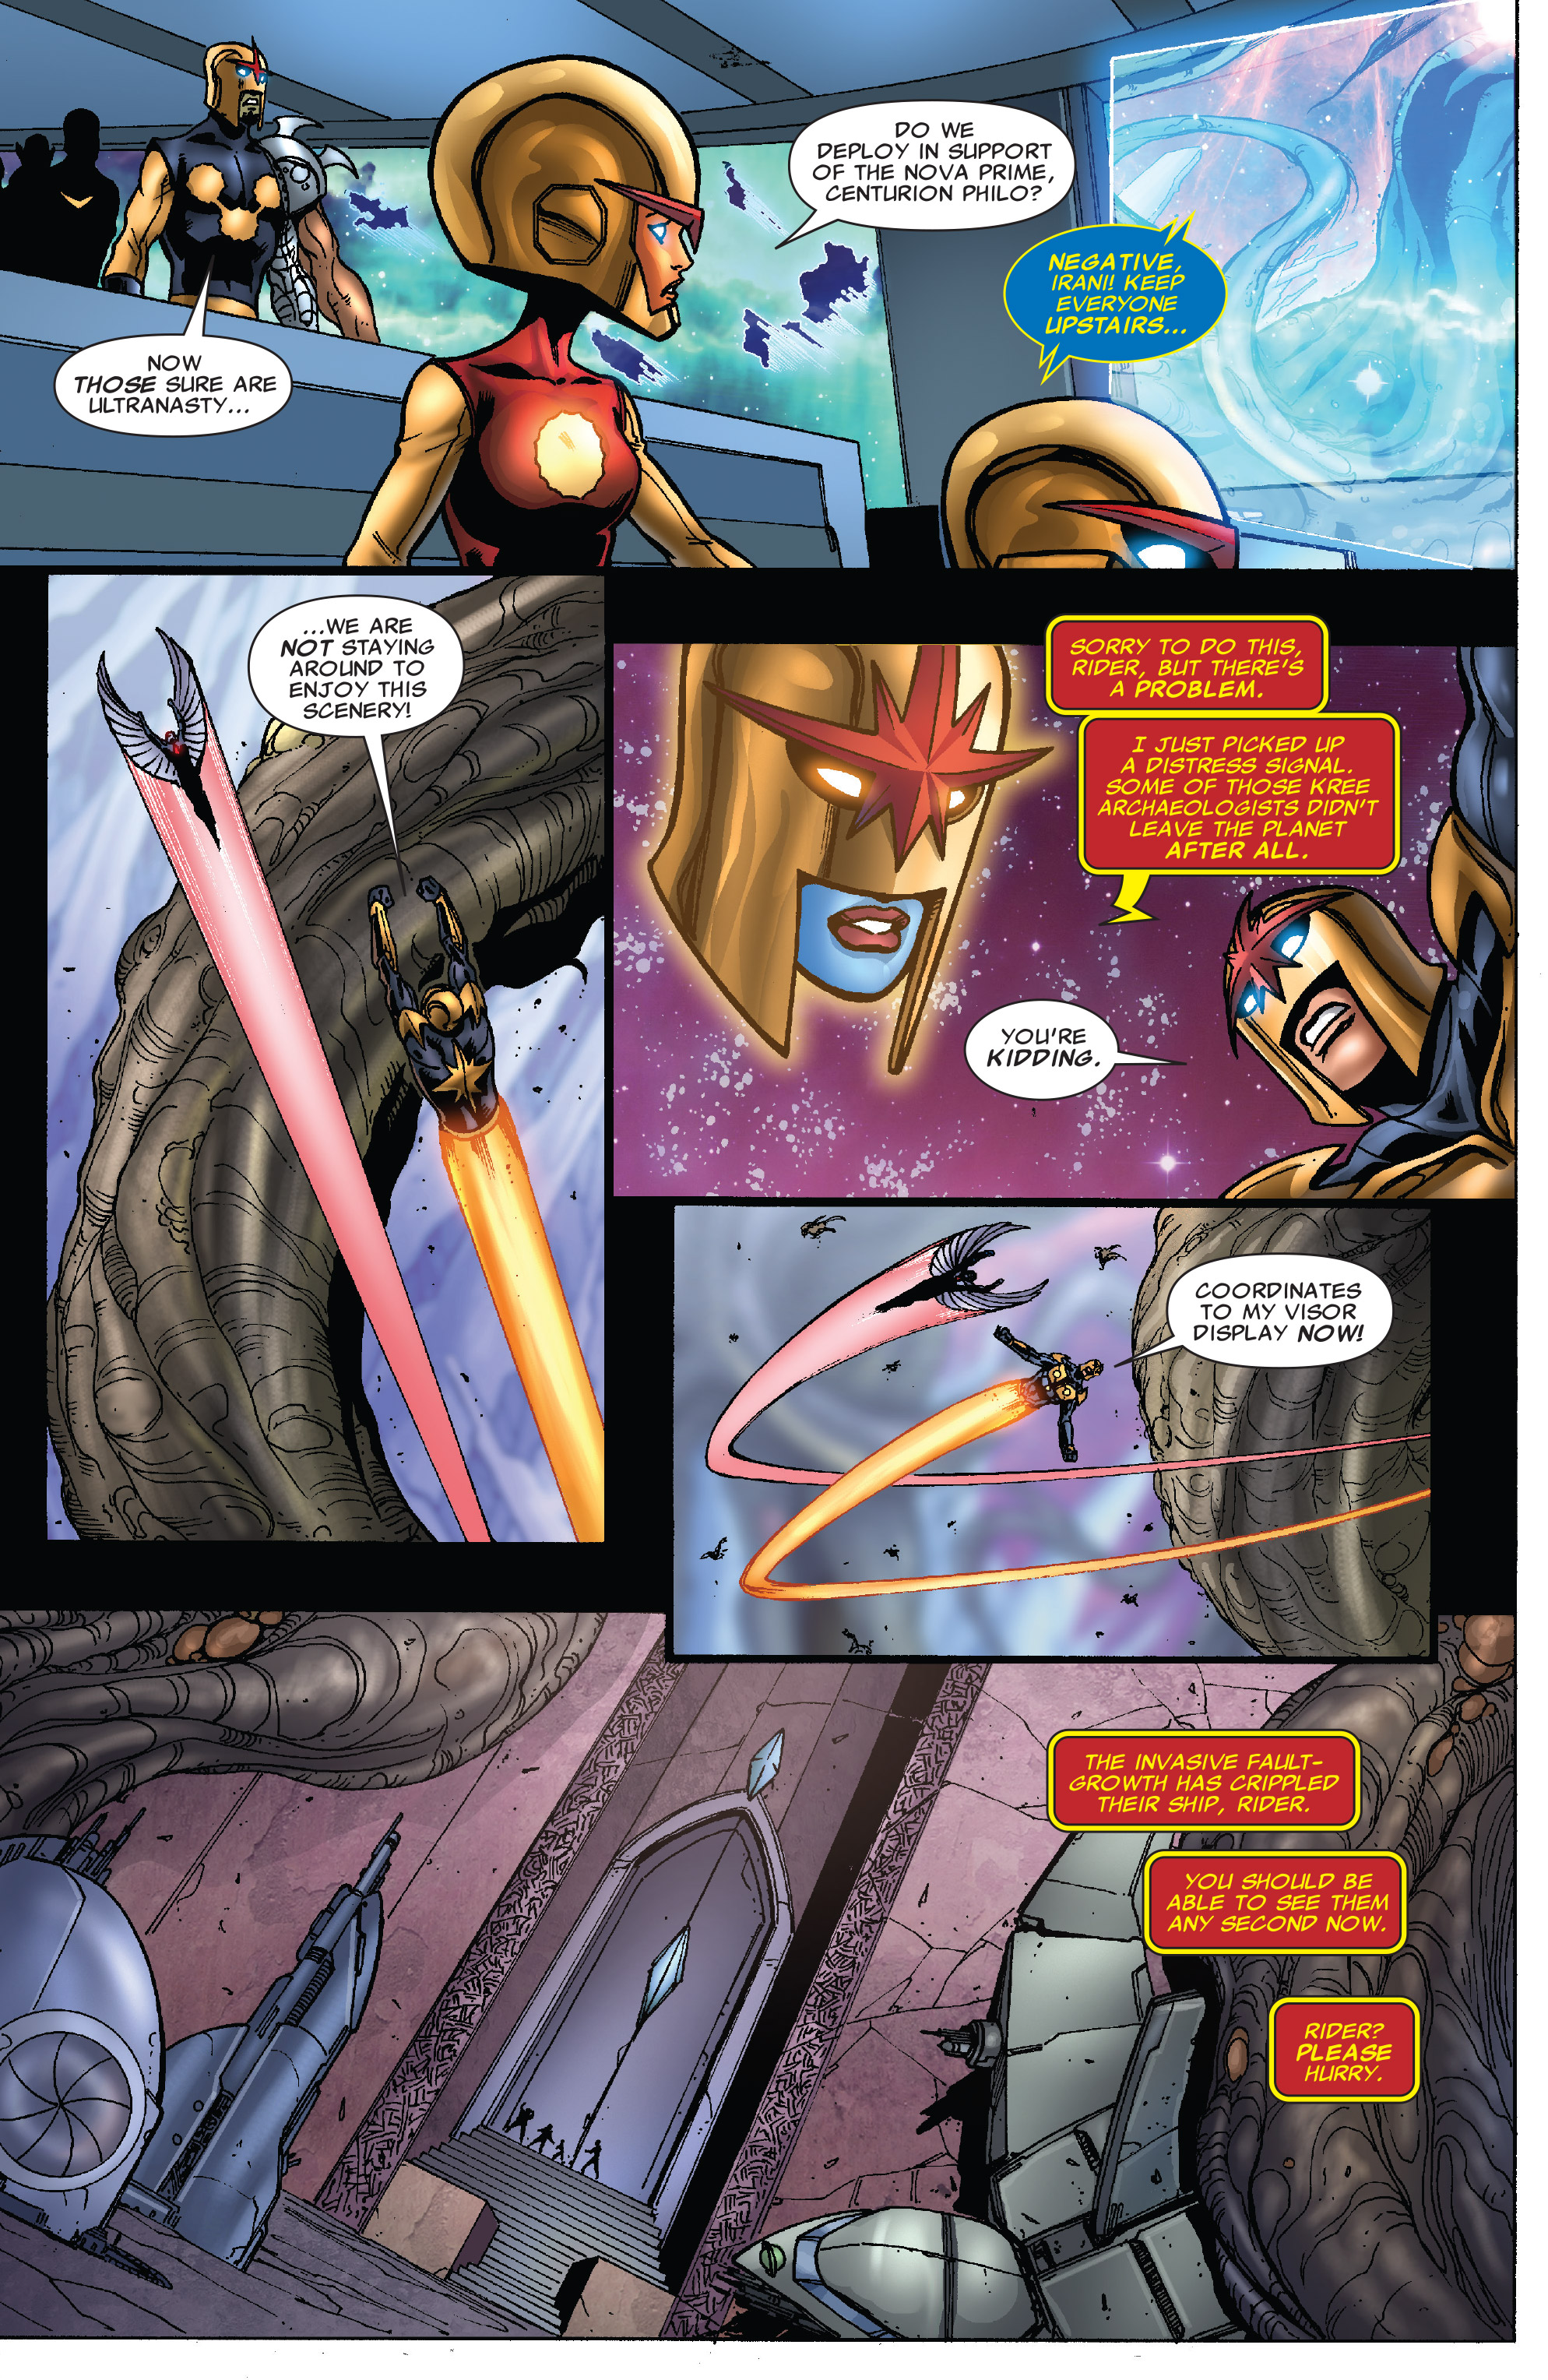 DO WE
DEPLOY IN SUPPORT
OF THE NOVA PRIME,
CENTURION PHILO?
NOW
THOSE SURE ARE
ULTRANASTY...
NEGATIVE,
IRANI! KEEP
EVERYONE
UPSTAIRS...
...WE ARE
NOT STAYING
AROUND TO
ENJOY THIS
SCENERY!
SORRY TO DO THIS,
RIDER, BUT THERE'S
A PROBLEM.
I JUST PICKED UP
A DISTRESS SIGNAL.
SOME OF THOSE KREE
ARCHAEOLOGISTS DIDN'T
LEAVE THE PLANET
AFTER ALL.
YOU'RE
KIDDING.
COORDINATES
TO MY VISOR
DISPLAY NOW!
THE INVASIVE FAULT-
GROWTH HAS CRIPPLED
THEIR SHIP, RIDER.
YOU SHOULD BE
ABLE TO SEE THEM
ANY SECOND NOW.
RIDER?
PLEASE
HURRY.